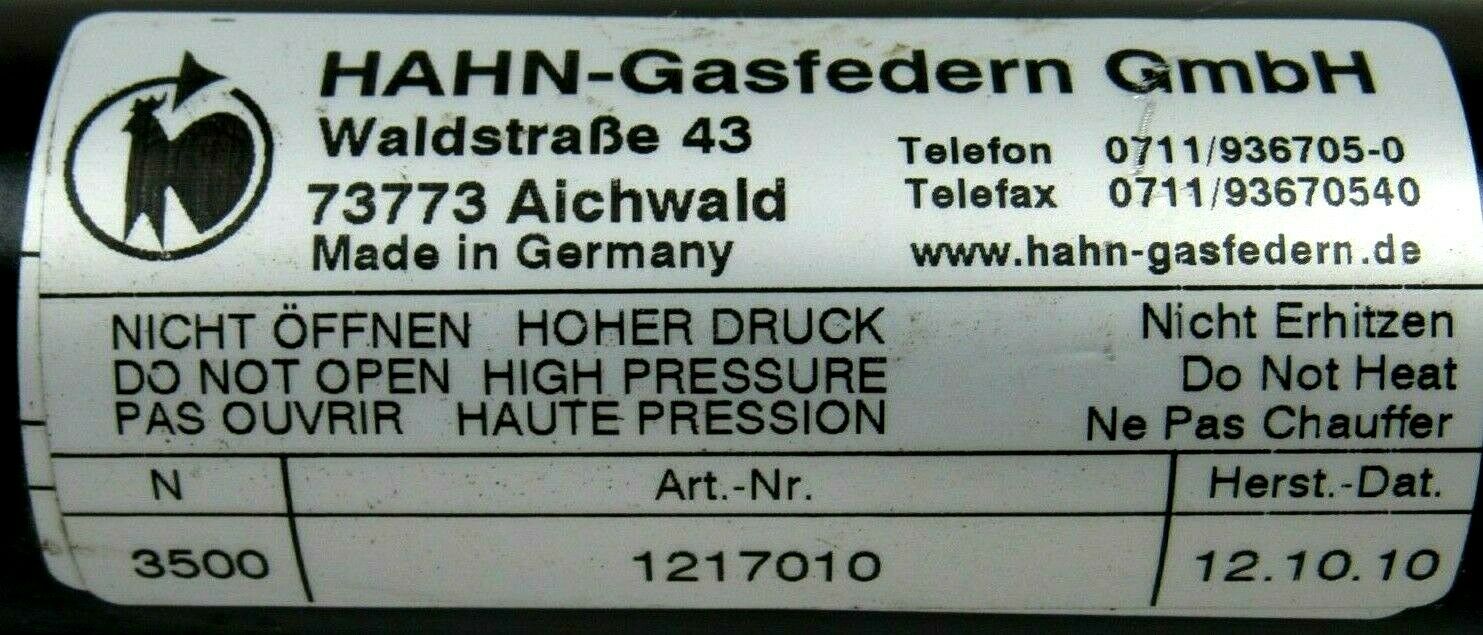 HAHN-Gasfedern GmbH
Waldstraße 43
73773 Aichwald
Made in Germany
Telefon 0711/936705-0
Telefax 0711/93670540
www.hahn-gasfedern.de
NICHT ÖFFNEN HOHER DRUCK
DO NOT OPEN HIGH PRESSURE
PAS OUVRIR HAUTE PRESSION
Nicht Erhitzen
Do Not Heat
Ne Pas Chauffer
N Art.-Nr. Herst.-Dat.
3500 1217010 12.10.10